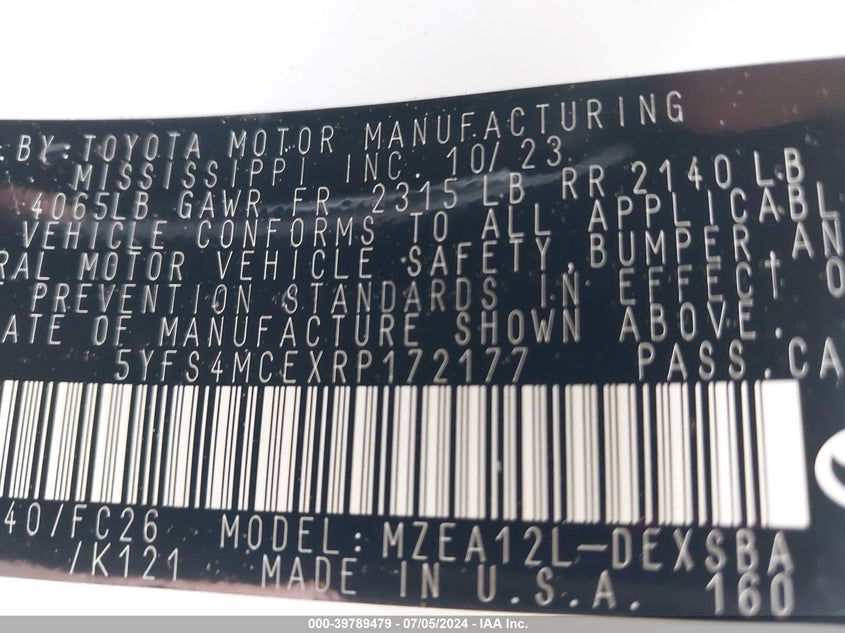 BY: TOYOTA MOTOR MANUFACTURING
MISSISSIPPI INC. 10/23
4065LB GAWR FR 2315 LB RR 2140 LB
VEHICLE CONFORMS TO ALL APPLICABL
RAL MOTOR VEHICLE SAFETY, BUMPER, AN
PREVENTION STANDARDS IN EFFECT O
ATE OF MANUFACTURE SHOWN ABOVE.
5YFS4MCEXRP172177 PASS.CA
40/FC26 MODEL: MZEA12L-DEXSBA
/K121 MADE IN U.S.A. 160
000-39789479 - 07/05/2024 - IAA Inc.